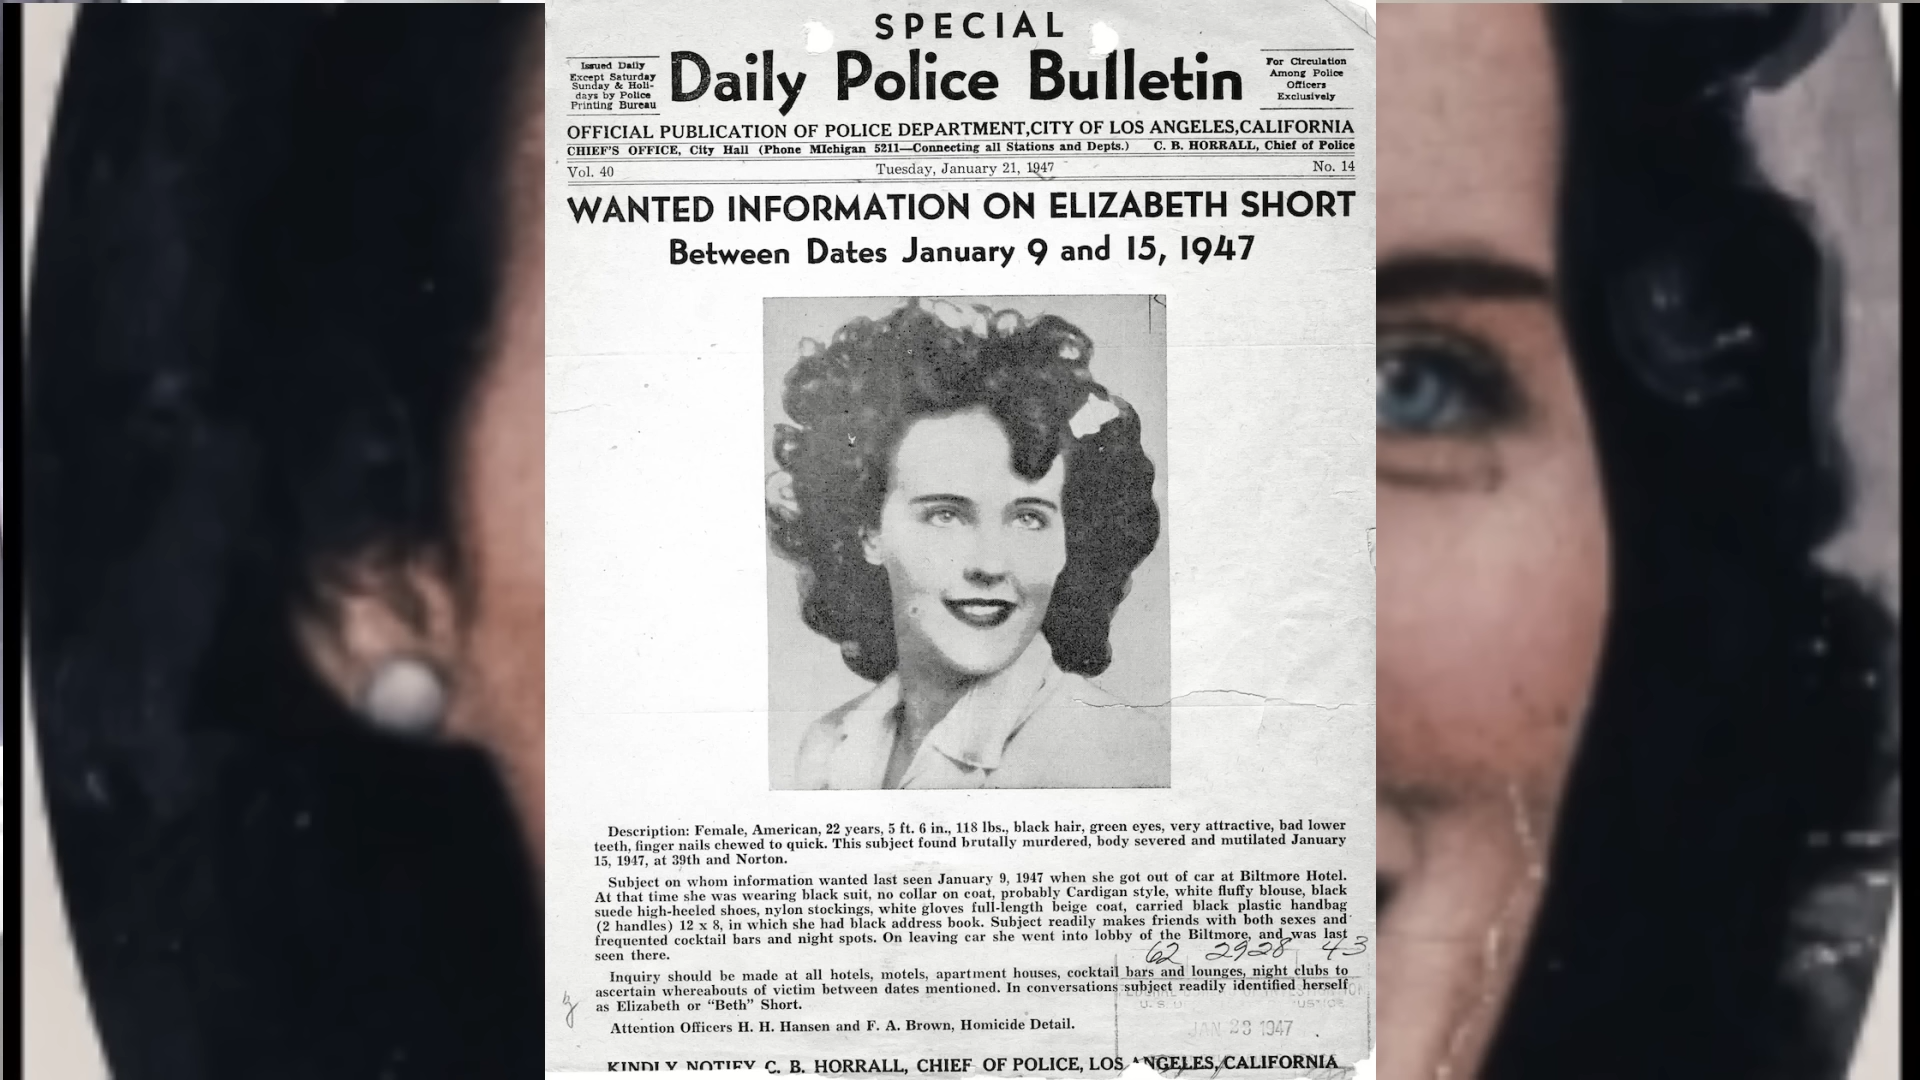 SPECIAL
Issued Daily
Except Saturday
Sunday & Holi-
days by Police
Printing Bureau
Daily Police Bulletin
For Circulation
Among Police
Officers
Exclusively
OFFICIAL PUBLICATION OF POLICE DEPARTMENT, CITY OF LOS ANGELES, CALIFORNIA
CHIEF'S OFFICE, City Hall (Phone MIchigan 5211—Connecting all Stations and Depts.) C. B. HORRALL, Chief of Police
Vol. 40 Tuesday, January 21, 1947 No. 14
WANTED INFORMATION ON ELIZABETH SHORT
Between Dates January 9 and 15, 1947
Description: Female, American, 22 years, 5 ft. 6 in., 118 lbs., black hair, green eyes, very attractive, bad lower
teeth, finger nails chewed to quick. This subject found brutally murdered, body severed and mutilated January
15, 1947, at 39th and Norton.
Subject on whom information wanted last seen January 9, 1947 when she got out of car at Biltmore Hotel.
At that time she was wearing black suit, no collar on coat, probably Cardigan style, white fluffy blouse, black
suede high-heeled shoes, nylon stockings, white gloves full-length beige coat, carried black plastic handbag
(2 handles) 12 x 8, in which she had black address book. Subject readily makes friends with both sexes and
frequented cocktail bars and night spots. On leaving car she went into lobby of the Biltmore, and was last
seen there.
62 2928 43
Inquiry should be made at all hotels, motels, apartment houses, cocktail bars and lounges, night clubs to
ascertain whereabouts of victim between dates mentioned. In conversations subject readily identified herself
as Elizabeth or "Beth" Short.
Attention Officers H. H. Hansen and F. A. Brown, Homicide Detail.
JAN 23 1947
KINDLY NOTIFY C. B. HORRALL, CHIEF OF POLICE, LOS ANGELES, CALIFORNIA